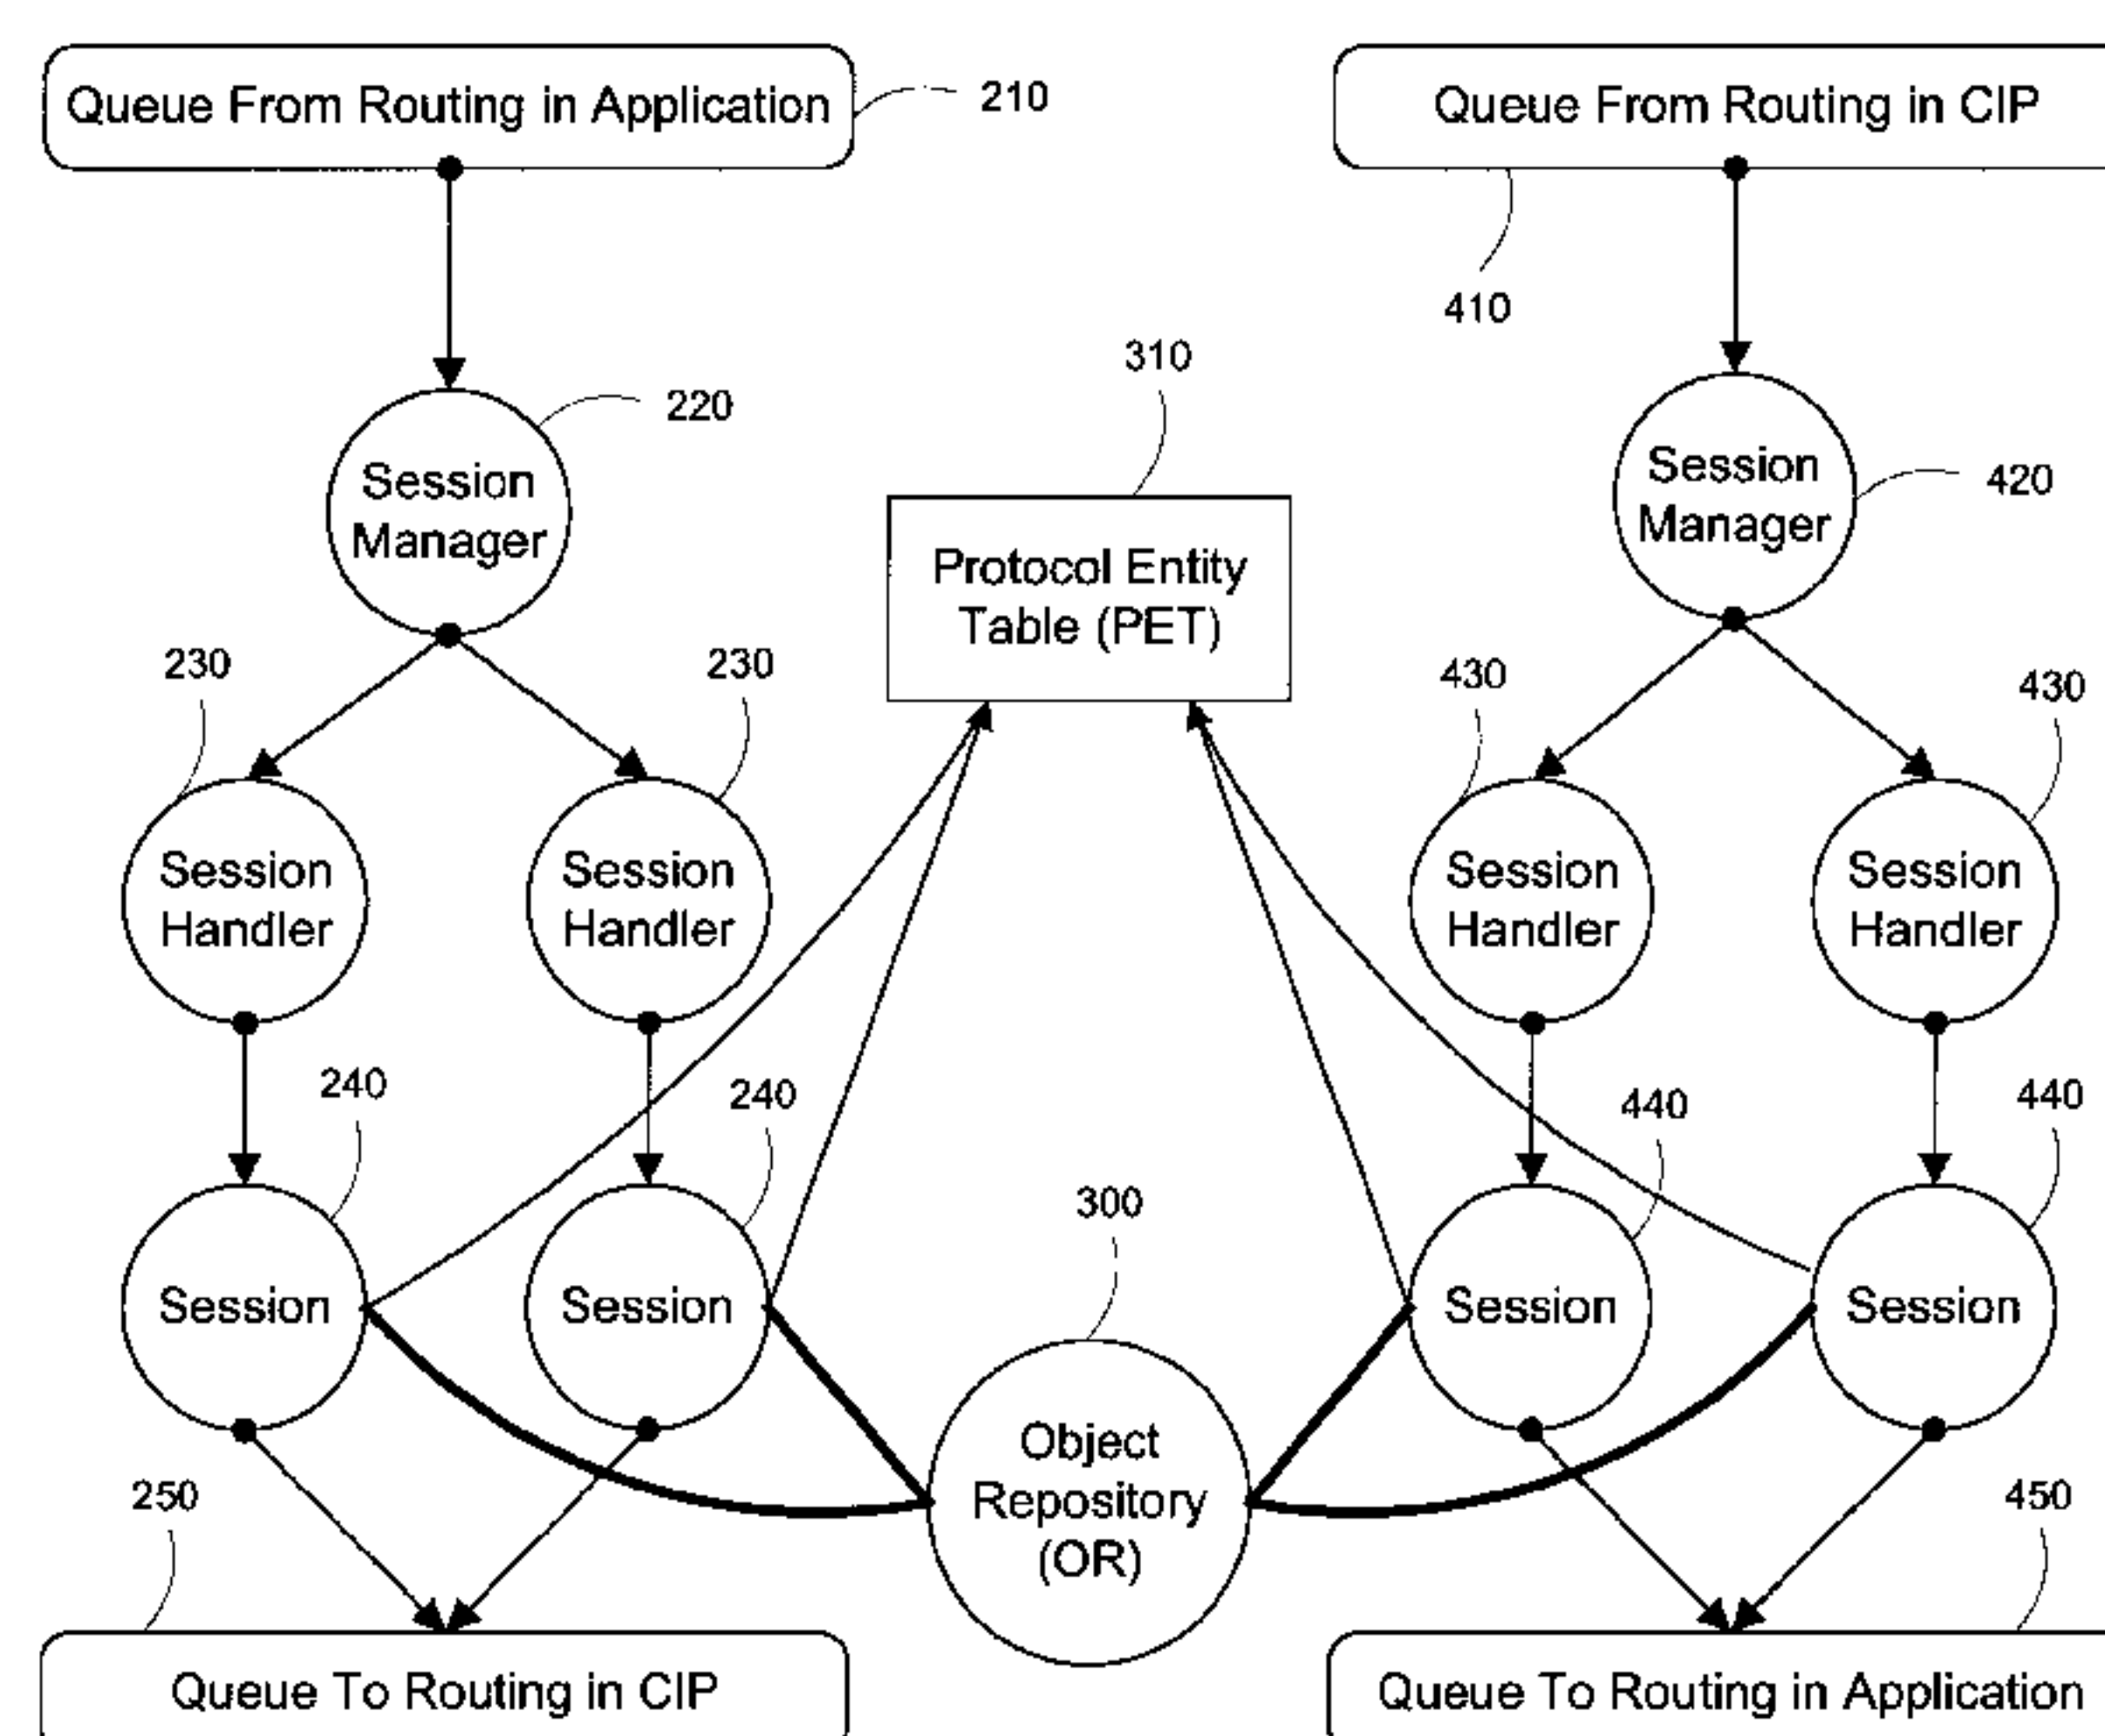 Queue From Routing in Application
210
Queue From Routing in CIP
410
310
220
Session
Manager
Session
Manager
420
Protocol Entity
Table (PET)
230
230
430
430
Session
Handler
Session
Handler
Session
Handler
Session
Handler
240
240
440
440
300
Session
Session
Session
Session
Object
Repository
(OR)
250
450
Queue To Routing in CIP
Queue To Routing in Application